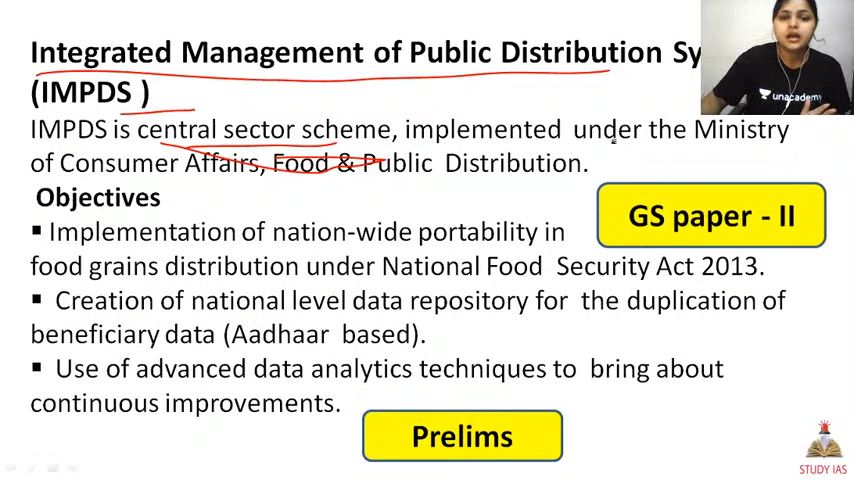 Integrated Management of Public Distribution Sy
(IMPDS )
IMPDS is central sector scheme, implemented under the Ministry
of Consumer Affairs, Food & Public Distribution.
Objectives
▪ Implementation of nation-wide portability in
food grains distribution under National Food Security Act 2013.
▪ Creation of national level data repository for the duplication of
beneficiary data (Aadhaar based).
▪ Use of advanced data analytics techniques to bring about
continuous improvements.
GS paper - II
Prelims
unacademy
STUDY IAS